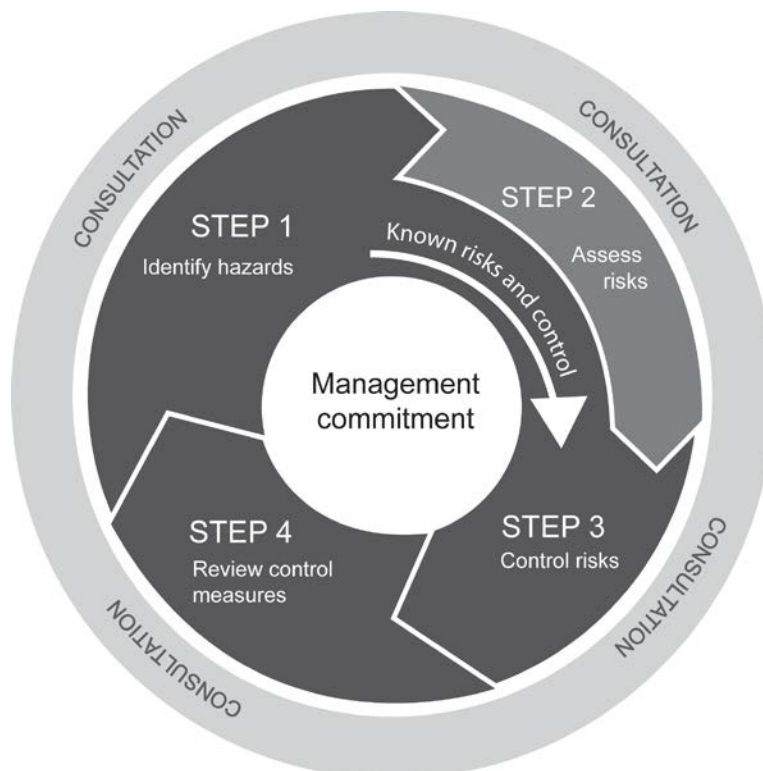 CONSULTATION
CONSULTATION
STEP 1
Identify hazards
STEP 2
Assess
risks
Known risks and control
Management
commitment
STEP 3
Control risks
STEP 4
Review control
measures
CONSULTATION
CONSULTATION